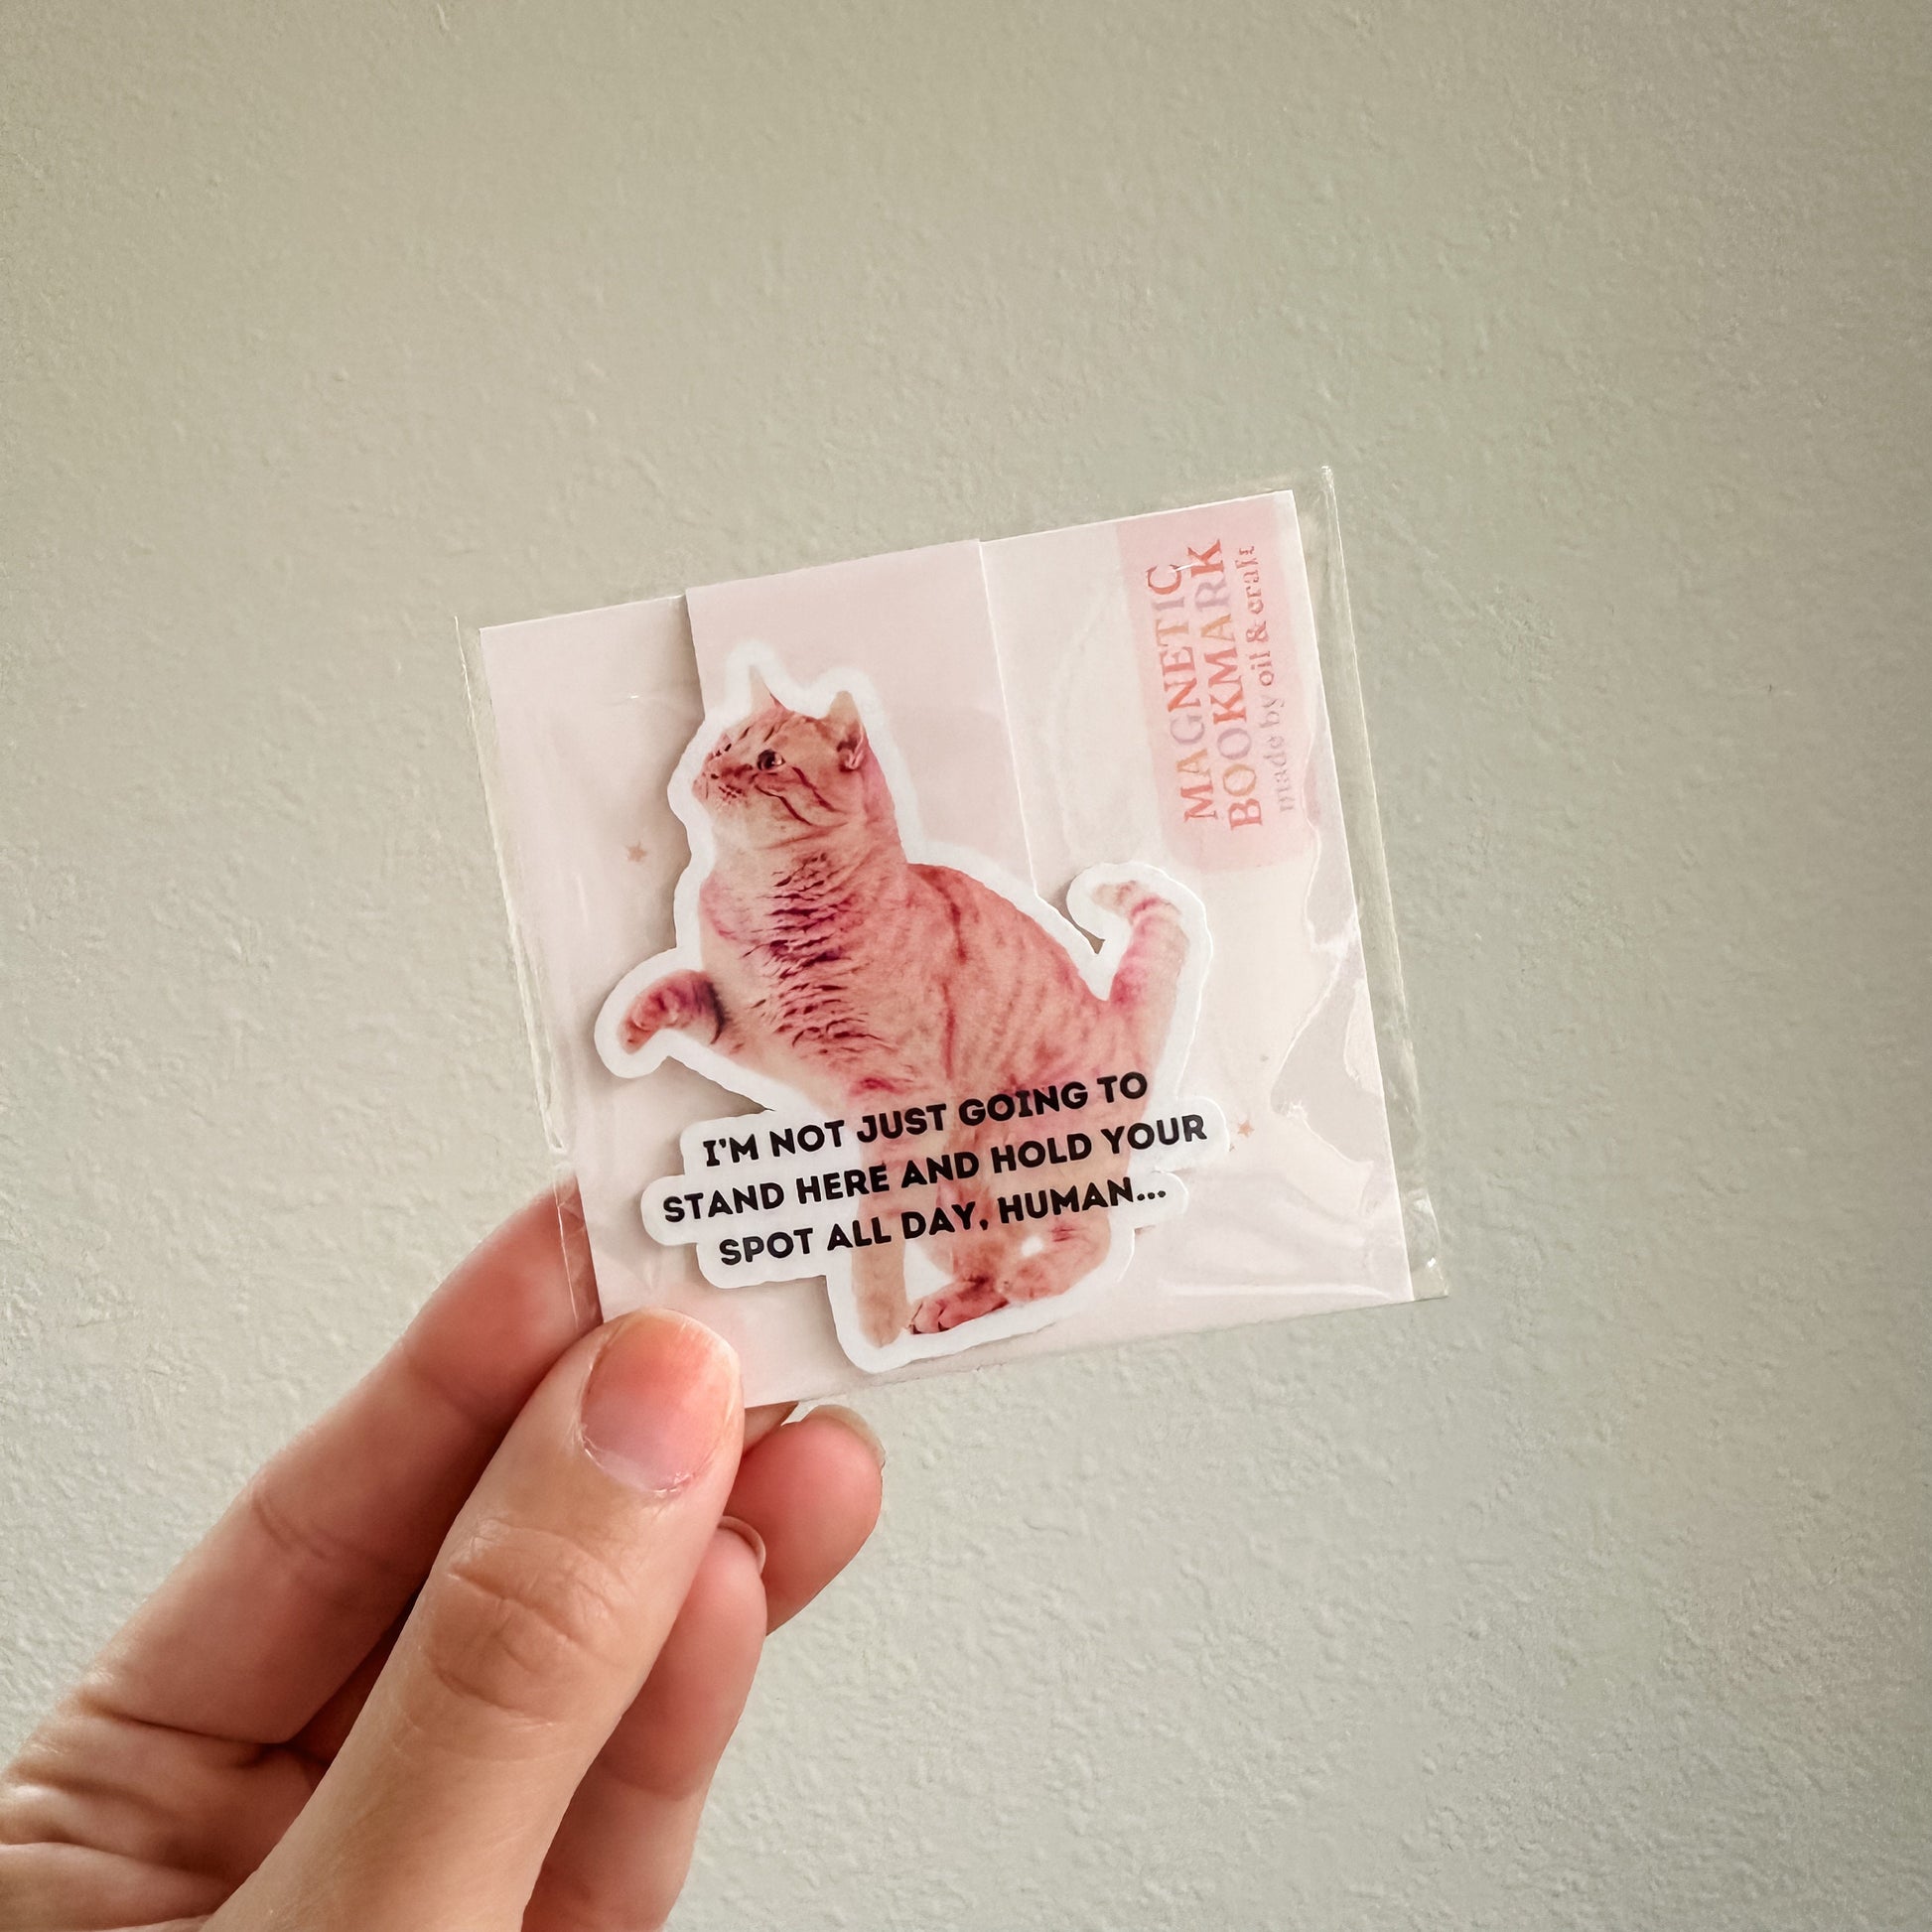 I'M NOT JUST GOING TO
STAND HERE AND HOLD YOUR
SPOT ALL DAY, HUMAN...
MAGNETIC
BOOKMARK
made by oil & craft